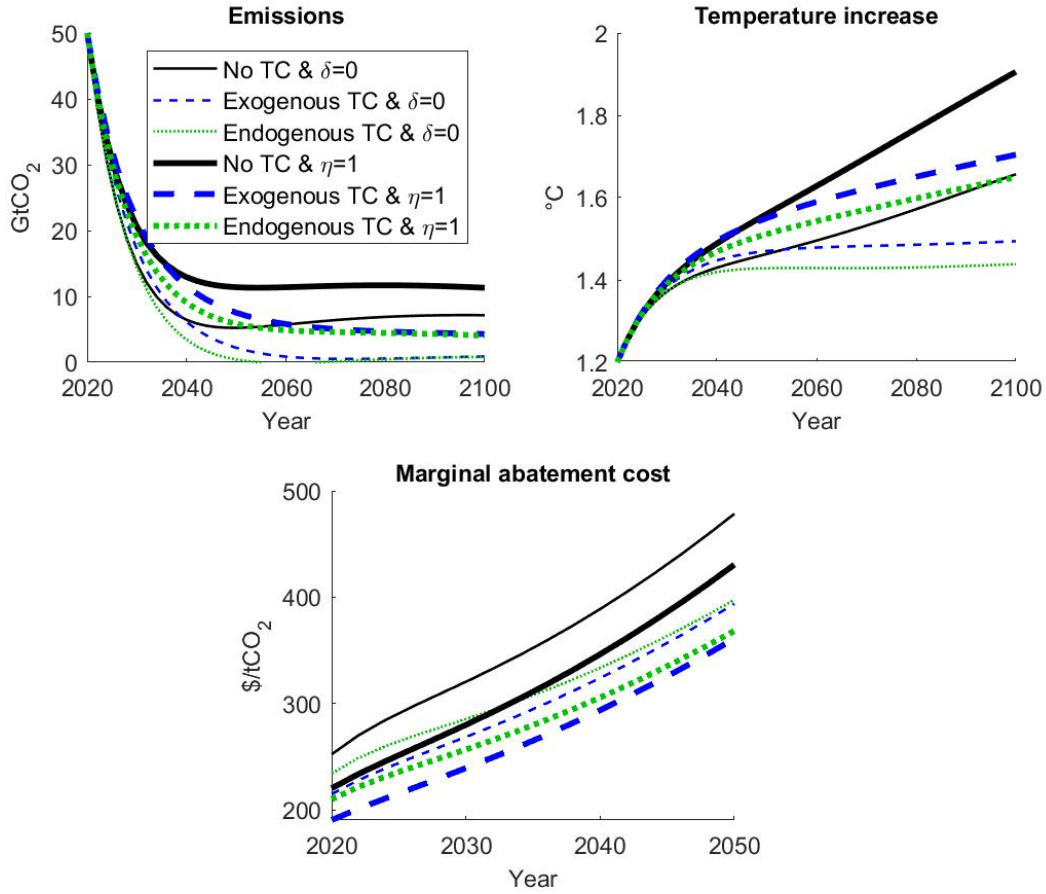 Emissions
50
40
30
20
10
0
GtCO2
2020 2040 2060 2080 2100
Year
No TC & δ=0
Exogenous TC & δ=0
Endogenous TC & δ=0
No TC & η=1
Exogenous TC & η=1
Endogenous TC & η=1
Temperature increase
2
1.8
1.6
1.4
1.2
°C
2020 2040 2060 2080 2100
Year
Marginal abatement cost
500
400
300
200
$/tCO2
2020 2030 2040 2050
Year